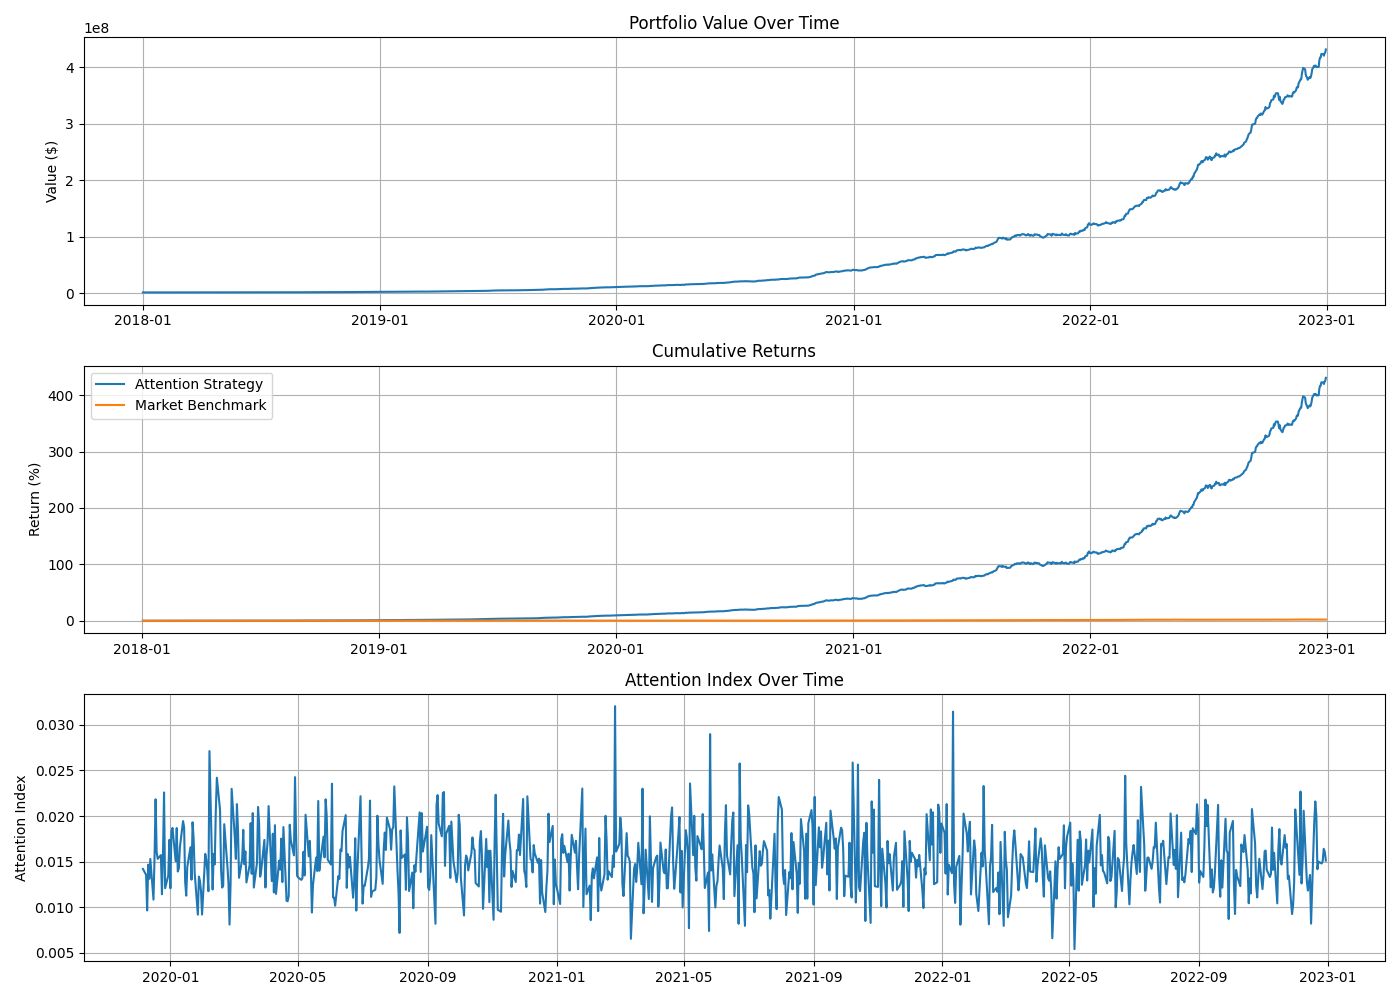 Portfolio Value Over Time
1e8
Value ($)
4
3
2
1
0
2018-01 2019-01 2020-01 2021-01 2022-01 2023-01
Cumulative Returns
Attention Strategy
Market Benchmark
Return (%)
400
300
200
100
0
2018-01 2019-01 2020-01 2021-01 2022-01 2023-01
Attention Index Over Time
Attention Index
0.030
0.025
0.020
0.015
0.010
0.005
2020-01 2020-05 2020-09 2021-01 2021-05 2021-09 2022-01 2022-05 2022-09 2023-01